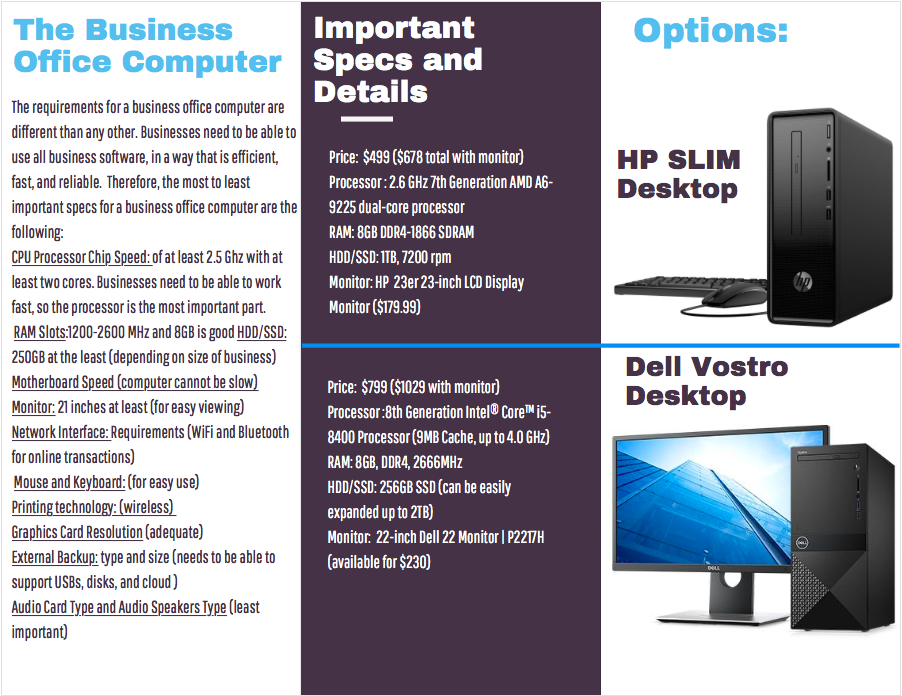 The Business
Office Computer
The requirements for a business office computer are
different than any other. Businesses need to be able to
use all business software, in a way that is efficient,
fast, and reliable. Therefore, the most to least
important specs for a business office computer are the
following:
CPU Processor Chip Speed: of at least 2.5 Ghz with at
least two cores. Businesses need to be able to work
fast, so the processor is the most important part.
RAM Slots:1200-2600 MHz and 8GB is good HDD/SSD:
250GB at the least (depending on size of business)
Motherboard Speed (computer cannot be slow)
Monitor: 21 inches at least (for easy viewing)
Network Interface: Requirements (WiFi and Bluetooth
for online transactions)
Mouse and Keyboard: (for easy use)
Printing technology: (wireless)
Graphics Card Resolution (adequate)
External Backup: type and size (needs to be able to
support USBs, disks, and cloud )
Audio Card Type and Audio Speakers Type (least
important)
Important
Specs and
Details
Price: $499 ($678 total with monitor)
Processor : 2.6 GHz 7th Generation AMD A6-
9225 dual-core processor
RAM: 8GB DDR4-1866 SDRAM
HDD/SSD: 1TB, 7200 rpm
Monitor: HP 23er 23-inch LCD Display
Monitor ($179.99)
Price: $799 ($1029 with monitor)
Processor :8th Generation Intel® Core™ i5-
8400 Processor (9MB Cache, up to 4.0 GHz)
RAM: 8GB, DDR4, 2666MHz
HDD/SSD: 256GB SSD (can be easily
expanded up to 2TB)
Monitor: 22-inch Dell 22 Monitor | P2217H
(available for $230)
Options:
HP SLIM
Desktop
hp
Dell Vostro
Desktop
DELL
DELL